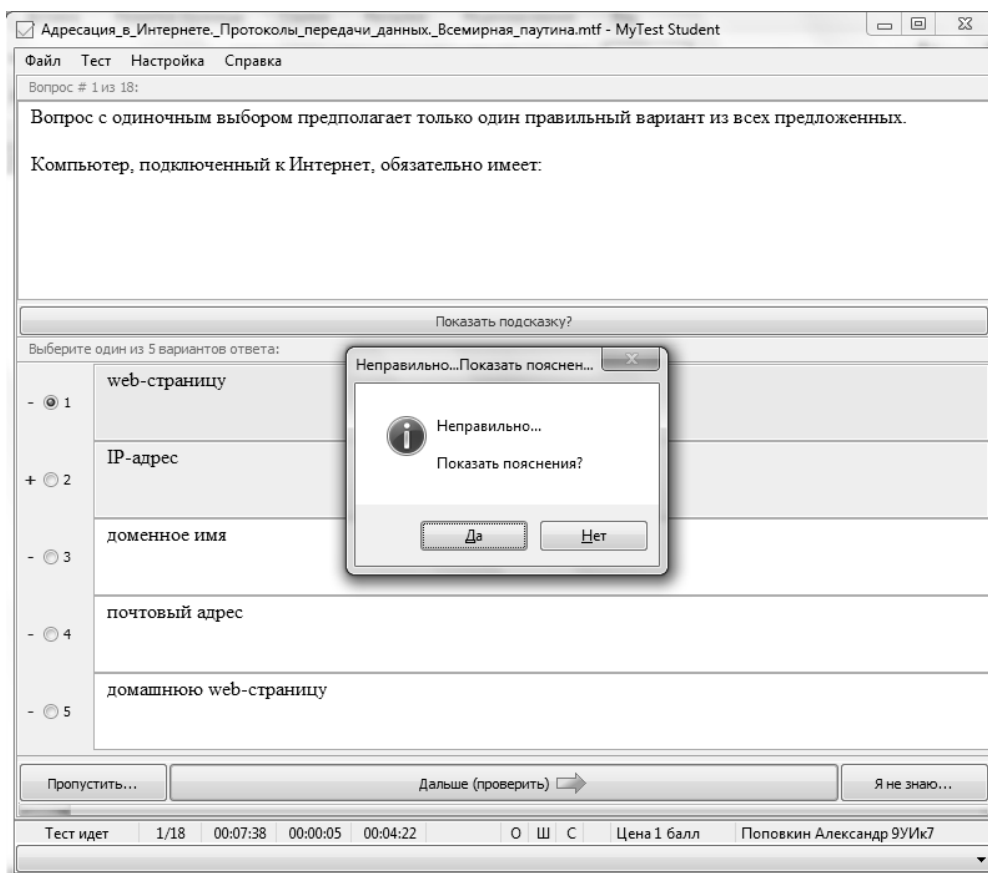 Адресация_в_Интернете._Протоколы_передачи_данных._Всемирная_паутина.mtf - MyTest Student
Файл Тест Настройка Справка
Вопрос # 1 из 18:
Вопрос с одиночным выбором предполагает только один правильный вариант из всех предложенных.
Компьютер, подключенный к Интернет, обязательно имеет:
Показать подсказку?
Выберите один из 5 вариантов ответа:
- 1 web-страницу
+ 2 IP-адрес
- 3 доменное имя
- 4 почтовый адрес
- 5 домашнюю web-страницу
Неправильно...Показать пояснен...
Неправильно...
Показать пояснения?
Да Нет
Пропустить... Дальше (проверить) Я не знаю...
Тест идет 1/18 00:07:38 00:00:05 00:04:22 О Ш С Цена 1 балл Поповкин Александр 9УИк7